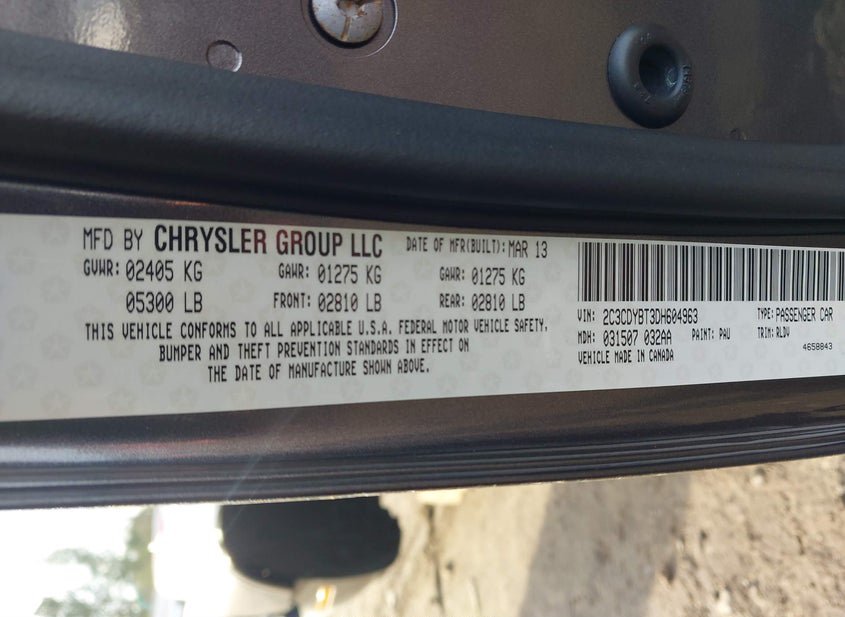 MFD BY CHRYSLER GROUP LLC
DATE OF MFR(BUILT): MAR 13
GVWR: 02405 KG
GAWR: 01275 KG
GAWR: 01275 KG
05300 LB
FRONT: 02810 LB
REAR: 02810 LB
THIS VEHICLE CONFORMS TO ALL APPLICABLE U.S.A. FEDERAL MOTOR VEHICLE SAFETY,
BUMPER AND THEFT PREVENTION STANDARDS IN EFFECT ON
THE DATE OF MANUFACTURE SHOWN ABOVE.
VIN: 2C3CDYBT3DH604963
TYPE: PASSENGER CAR
MDH: 031507 032AA
PAINT: PAU
TRIM: RLDV
VEHICLE MADE IN CANADA
4658843